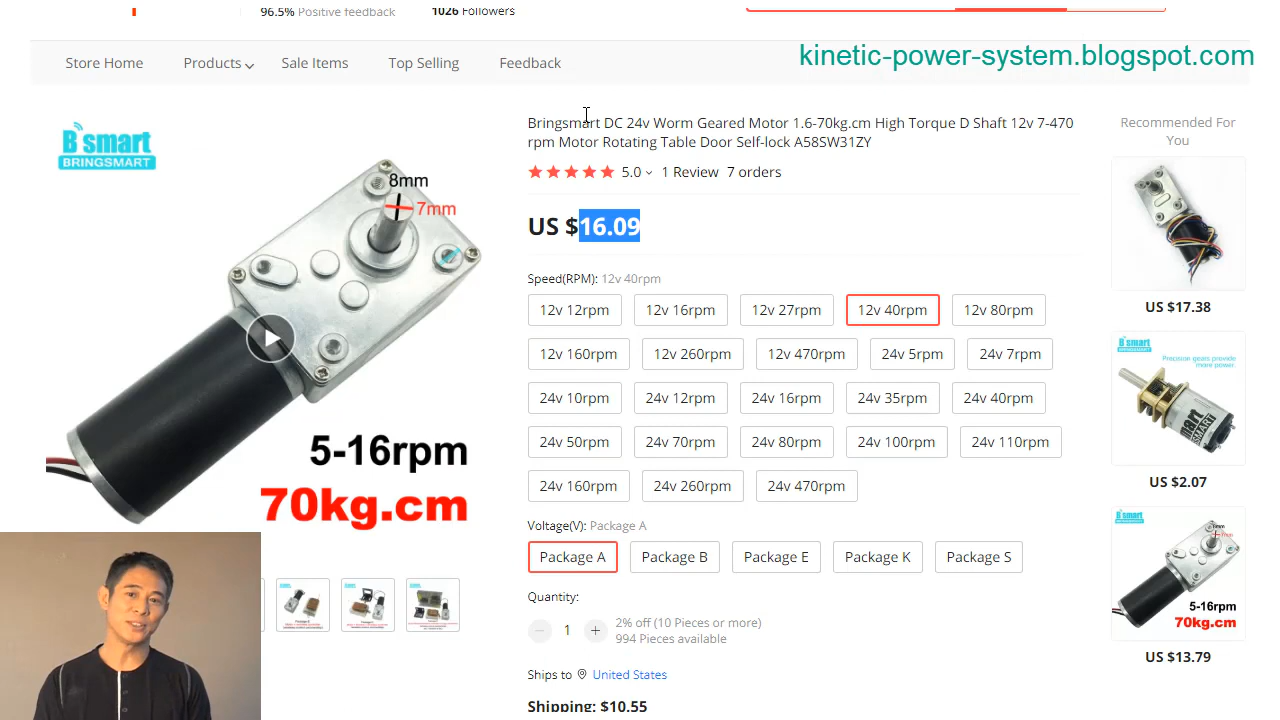 96.5% Positive feedback
1026 Followers
kinetic-power-system.blogspot.com
Store Home Products Sale Items Top Selling Feedback
B smart
BRINGSMART
8mm
7mm
5-16rpm
70kg.cm
Bringsmart DC 24v Worm Geared Motor 1.6-70kg.cm High Torque D Shaft 12v 7-470
rpm Motor Rotating Table Door Self-lock A58SW31ZY
5.0 1 Review 7 orders
US $16.09
Speed(RPM): 12v 40rpm
12v 12rpm 12v 16rpm 12v 27rpm 12v 40rpm 12v 80rpm
12v 160rpm 12v 260rpm 12v 470rpm 24v 5rpm 24v 7rpm
24v 10rpm 24v 12rpm 24v 16rpm 24v 35rpm 24v 40rpm
24v 50rpm 24v 70rpm 24v 80rpm 24v 100rpm 24v 110rpm
24v 160rpm 24v 260rpm 24v 470rpm
Voltage(V): Package A
Package A Package B Package E Package K Package S
Quantity:
1
2% off (10 Pieces or more)
994 Pieces available
Ships to United States
Shipping: $10.55
Recommended For
You
US $17.38
B smart
Precision gears provide
more power.
US $2.07
B smart
5-16rpm
70kg.cm
US $13.79